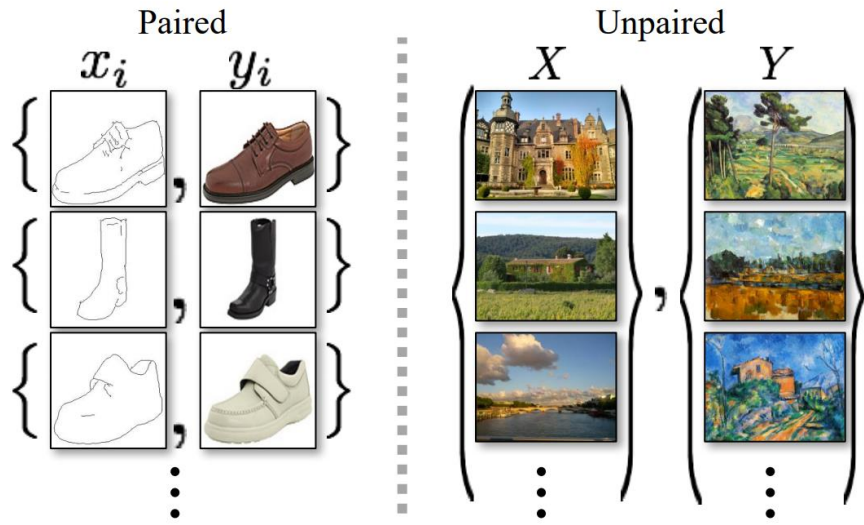 Paired
Unpaired
x_i
y_i
X
Y
{ , }
{ , }
{ , }
{ } , { }
⋮
⋮
⋮